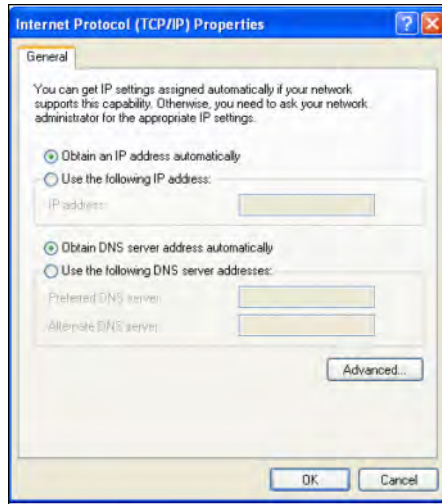 Internet Protocol (TCP/IP) Properties
General
You can get IP settings assigned automatically if your network
supports this capability. Otherwise, you need to ask your network
administrator for the appropriate IP settings.
Obtain an IP address automatically
Use the following IP address:
IP address:
Obtain DNS server address automatically
Use the following DNS server addresses:
Preferred DNS server:
Alternate DNS server:
Advanced...
OK
Cancel